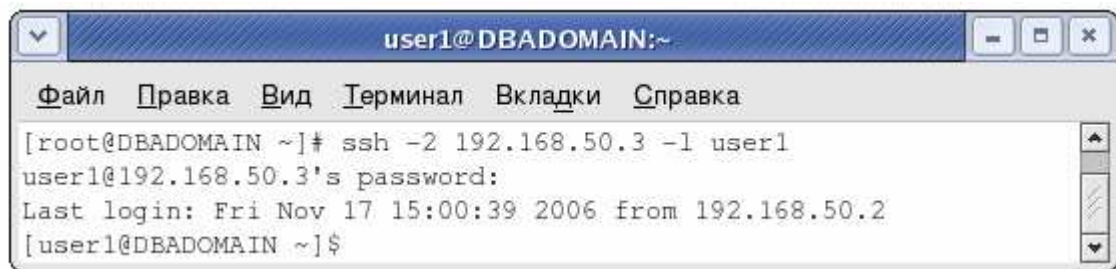 user1@DBADOMAIN:~
Файл Правка Вид Терминал Вкладки Справка
[root@DBADOMAIN ~]# ssh -2 192.168.50.3 -l user1
user1@192.168.50.3's password:
Last login: Fri Nov 17 15:00:39 2006 from 192.168.50.2
[user1@DBADOMAIN ~]$